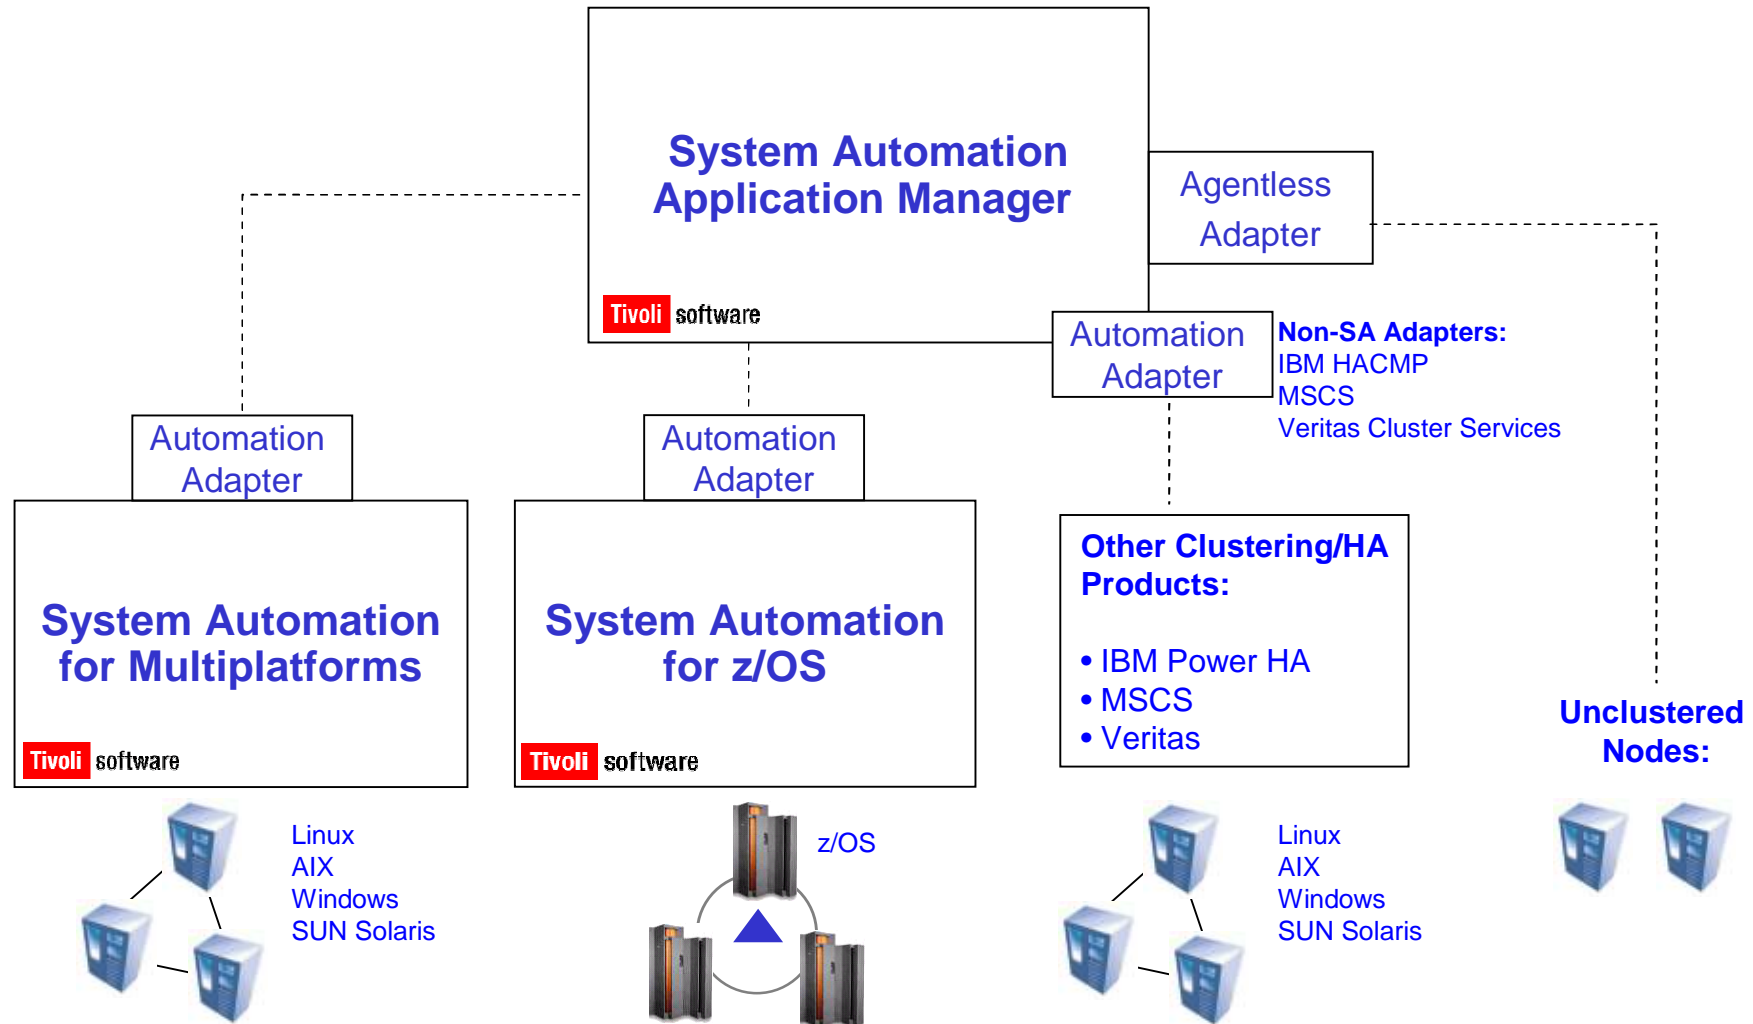 System Automation
Application Manager
Tivoli software
Agentless
Adapter
Automation
Adapter
Non-SA Adapters:
IBM HACMP
MSCS
Veritas Cluster Services
Automation
Adapter
System Automation
for Multiplatforms
Tivoli software
Automation
Adapter
System Automation
for z/OS
Tivoli software
Other Clustering/HA
Products:
• IBM Power HA
• MSCS
• Veritas
Unclustered
Nodes:
Linux
AIX
Windows
SUN Solaris
z/OS
Linux
AIX
Windows
SUN Solaris